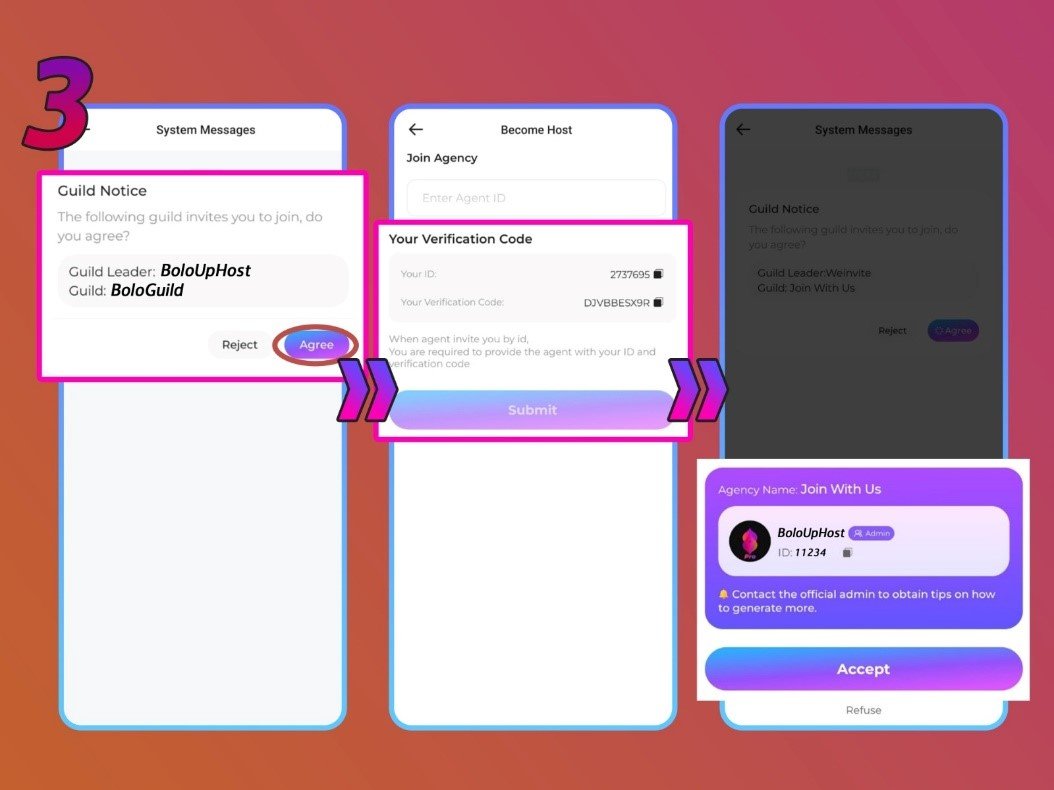 3
System Messages
Guild Notice
The following guild invites you to join, do
you agree?
Guild Leader: BoloUpHost
Guild: BoloGuild
Reject
Agree
Become Host
Join Agency
Enter Agent ID
Your Verification Code
Your ID:
2737695
Your Verification Code:
DJVBBESX9R
When agent invite you by id,
You are required to provide the agent with your ID and
verification code
Submit
System Messages
Guild Notice
The following guild invites you to join, do
you agree?
Guild Leader:Weinvite
Guild: Join With Us
Reject
Agree
Agency Name: Join With Us
Pro
BoloUpHost
Admin
ID: 11234
Contact the official admin to obtain tips on how
to generate more.
Accept
Refuse